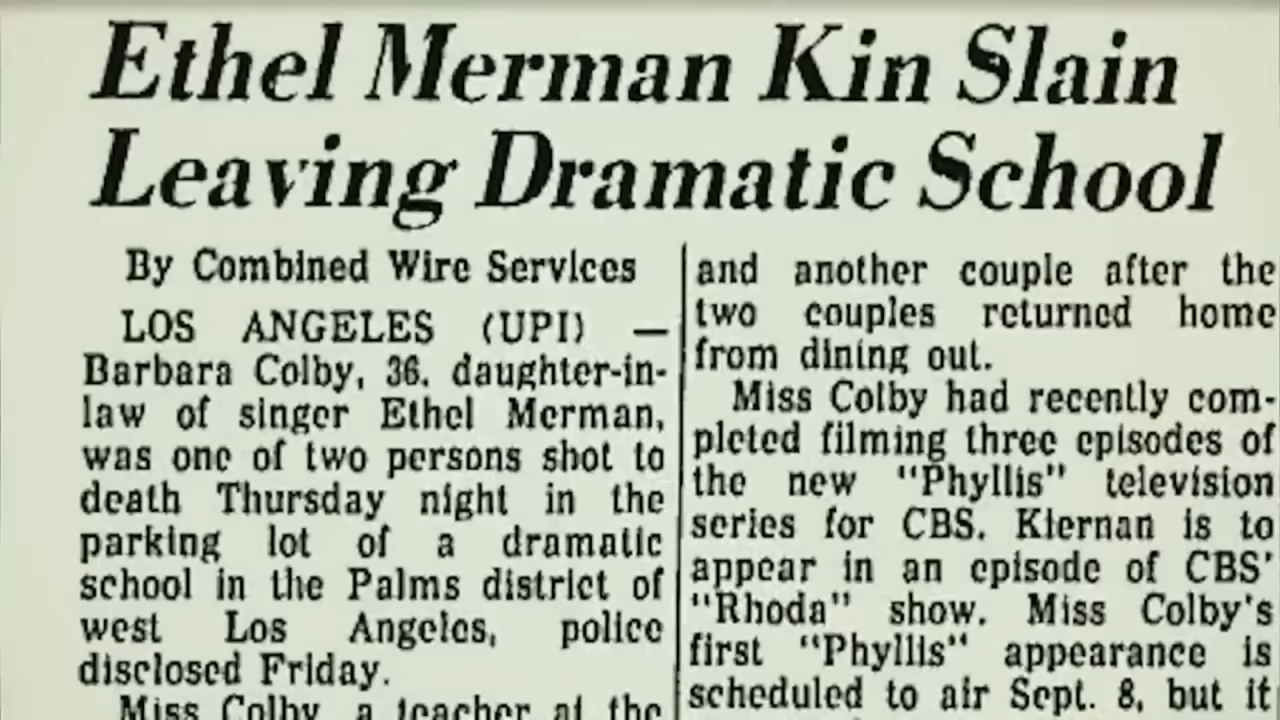 Ethel Merman Kin Slain
Leaving Dramatic School
By Combined Wire Services
LOS ANGELES (UPI) —
Barbara Colby, 36, daughter-in-
law of singer Ethel Merman,
was one of two persons shot to
death Thursday night in the
parking lot of a dramatic
school in the Palms district of
west Los Angeles, police
disclosed Friday.
Miss Colby, a teacher at the
and another couple after the
two couples returned home
from dining out.
Miss Colby had recently com-
pleted filming three episodes of
the new "Phyllis" television
series for CBS. Kiernan is to
appear in an episode of CBS'
"Rhoda" show. Miss Colby's
first "Phyllis" appearance is
scheduled to air Sept. 8, but it